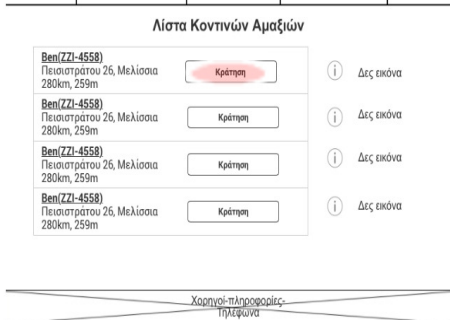 Λίστα Κοντινών Αμαξιών
Ben(ZZI-4558)
Πεισιστράτου 26, Μελίσσια
280km, 259m
Κράτηση
Δες εικόνα
Ben(ZZI-4558)
Πεισιστράτου 26, Μελίσσια
280km, 259m
Κράτηση
Δες εικόνα
Ben(ZZI-4558)
Πεισιστράτου 26, Μελίσσια
280km, 259m
Κράτηση
Δες εικόνα
Ben(ZZI-4558)
Πεισιστράτου 26, Μελίσσια
280km, 259m
Κράτηση
Δες εικόνα
Χορηγοί-πληροφορίες-
Τηλέφωνα